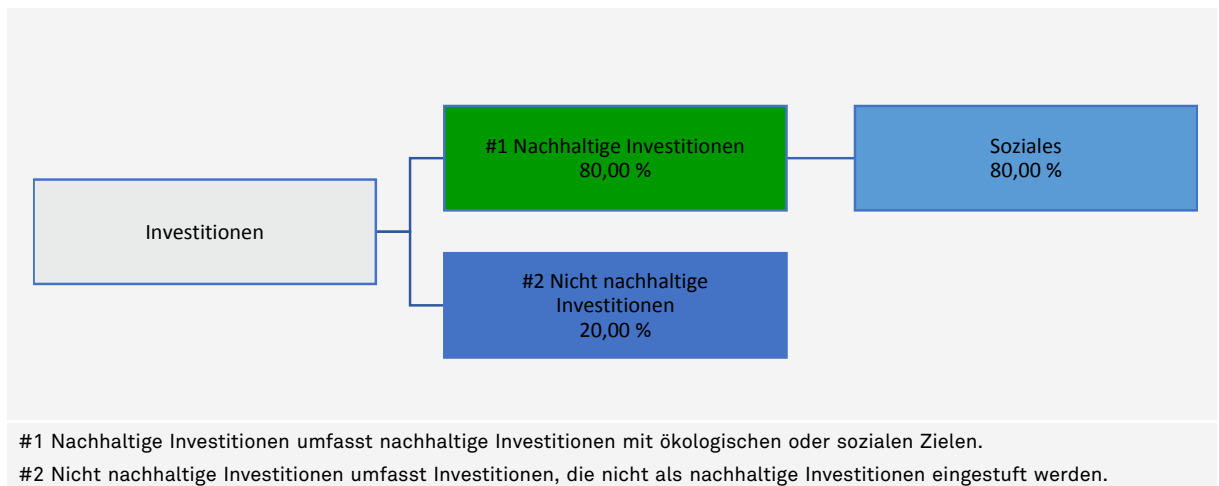 #1 Nachhaltige Investitionen
80,00 %
Soziales
80,00 %
Investitionen
#2 Nicht nachhaltige
Investitionen
20,00 %
#1 Nachhaltige Investitionen umfasst nachhaltige Investitionen mit ökologischen oder sozialen Zielen.
#2 Nicht nachhaltige Investitionen umfasst Investitionen, die nicht als nachhaltige Investitionen eingestuft werden.